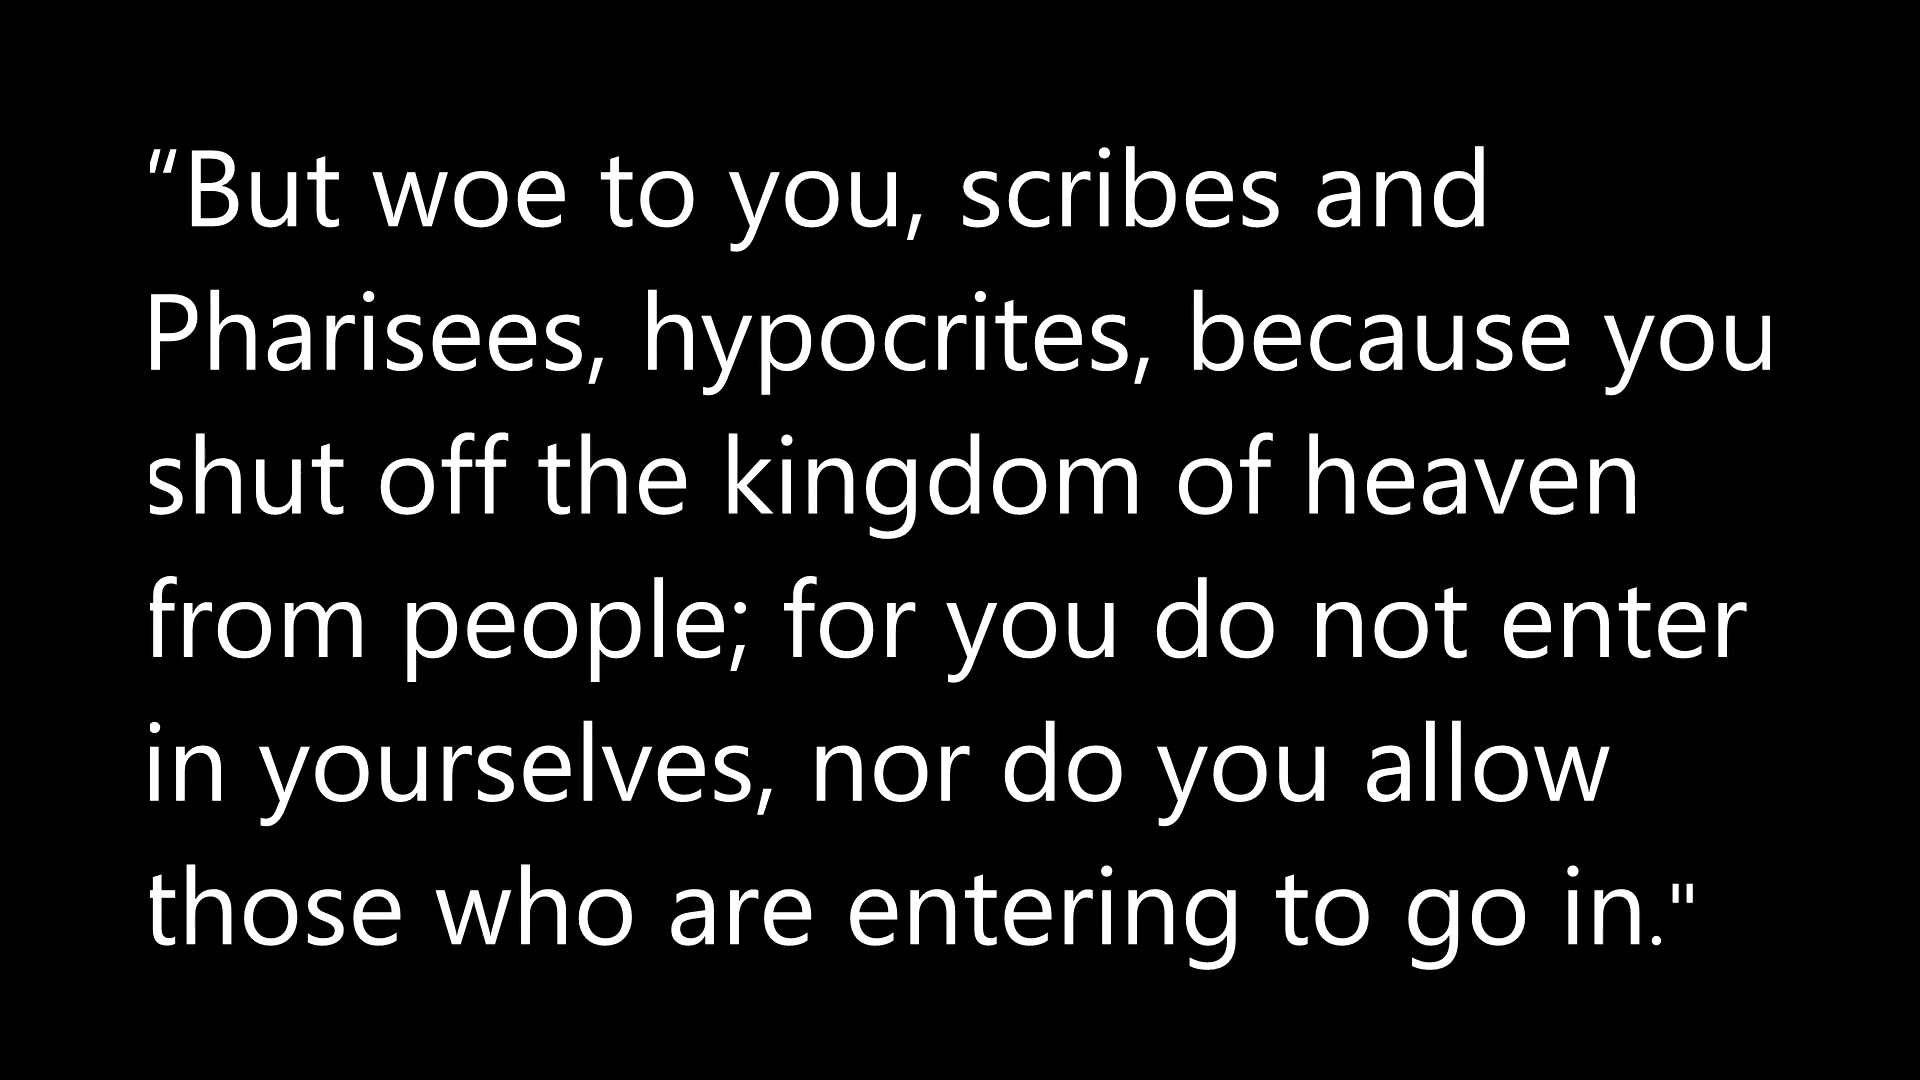 “But woe to you, scribes and
Pharisees, hypocrites, because you
shut off the kingdom of heaven
from people; for you do not enter
in yourselves, nor do you allow
those who are entering to go in."